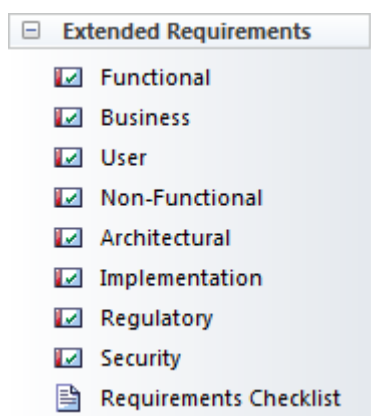 Extended Requirements
Functional
Business
User
Non-Functional
Architectural
Implementation
Regulatory
Security
Requirements Checklist